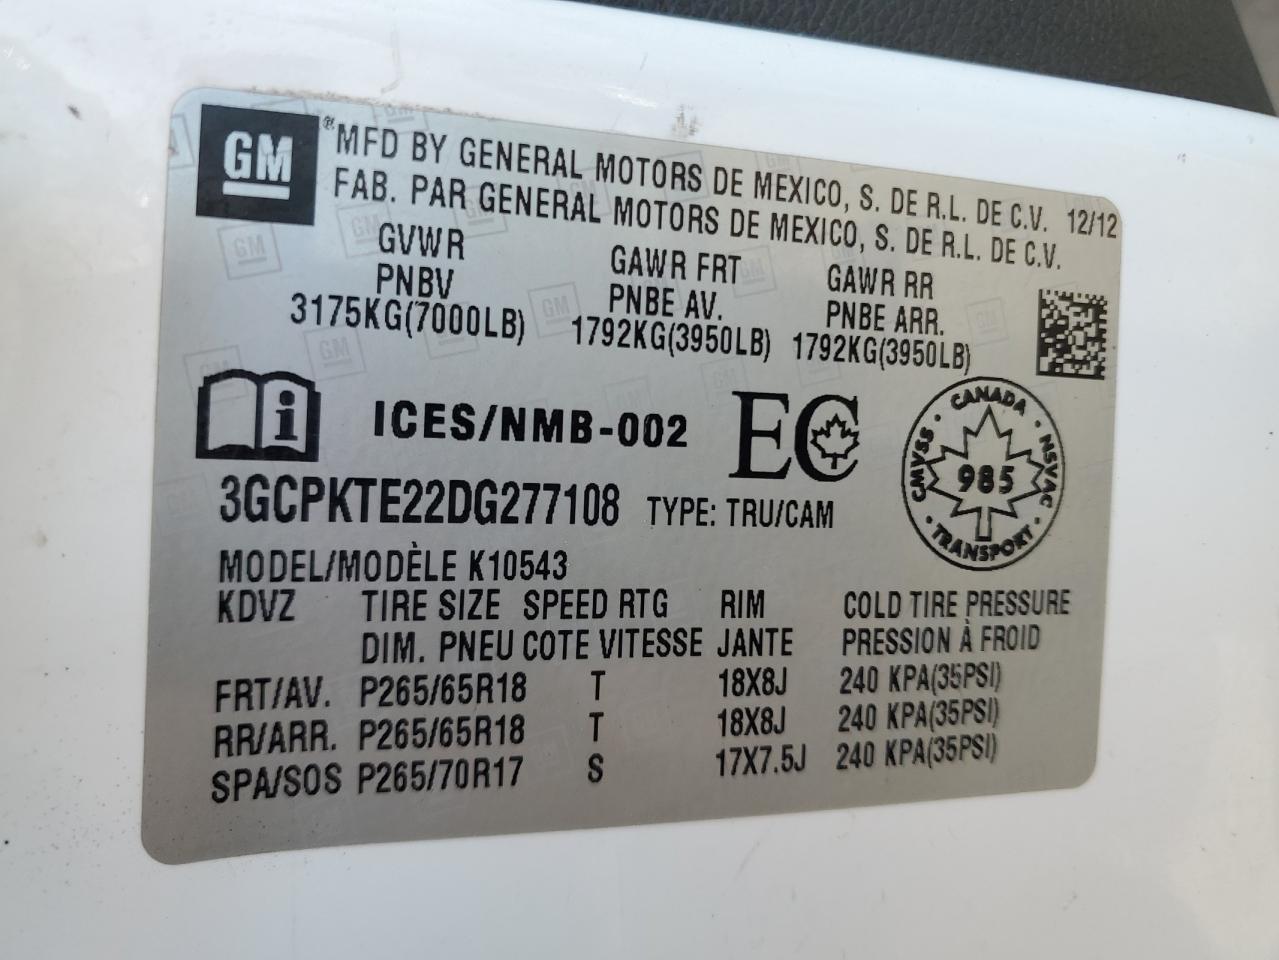 GM
® MFD BY GENERAL MOTORS DE MEXICO, S. DE R.L. DE C.V. 12/12
FAB. PAR GENERAL MOTORS DE MEXICO, S. DE R.L. DE C.V.
GVWR GAWR FRT GAWR RR
PNBV PNBE AV. PNBE ARR.
3175KG(7000LB) 1792KG(3950LB) 1792KG(3950LB)
i ICES/NMB-002 EC
CANADA
CMVSS 985 NSVAC
TRANSPORT
3GCPKTE22DG277108 TYPE: TRU/CAM
MODEL/MODÈLE K10543
KDVZ TIRE SIZE SPEED RTG RIM COLD TIRE PRESSURE
DIM. PNEU COTE VITESSE JANTE PRESSION À FROID
FRT/AV. P265/65R18 T 18X8J 240 KPA(35PSI)
RR/ARR. P265/65R18 T 18X8J 240 KPA(35PSI)
SPA/SOS P265/70R17 S 17X7.5J 240 KPA(35PSI)